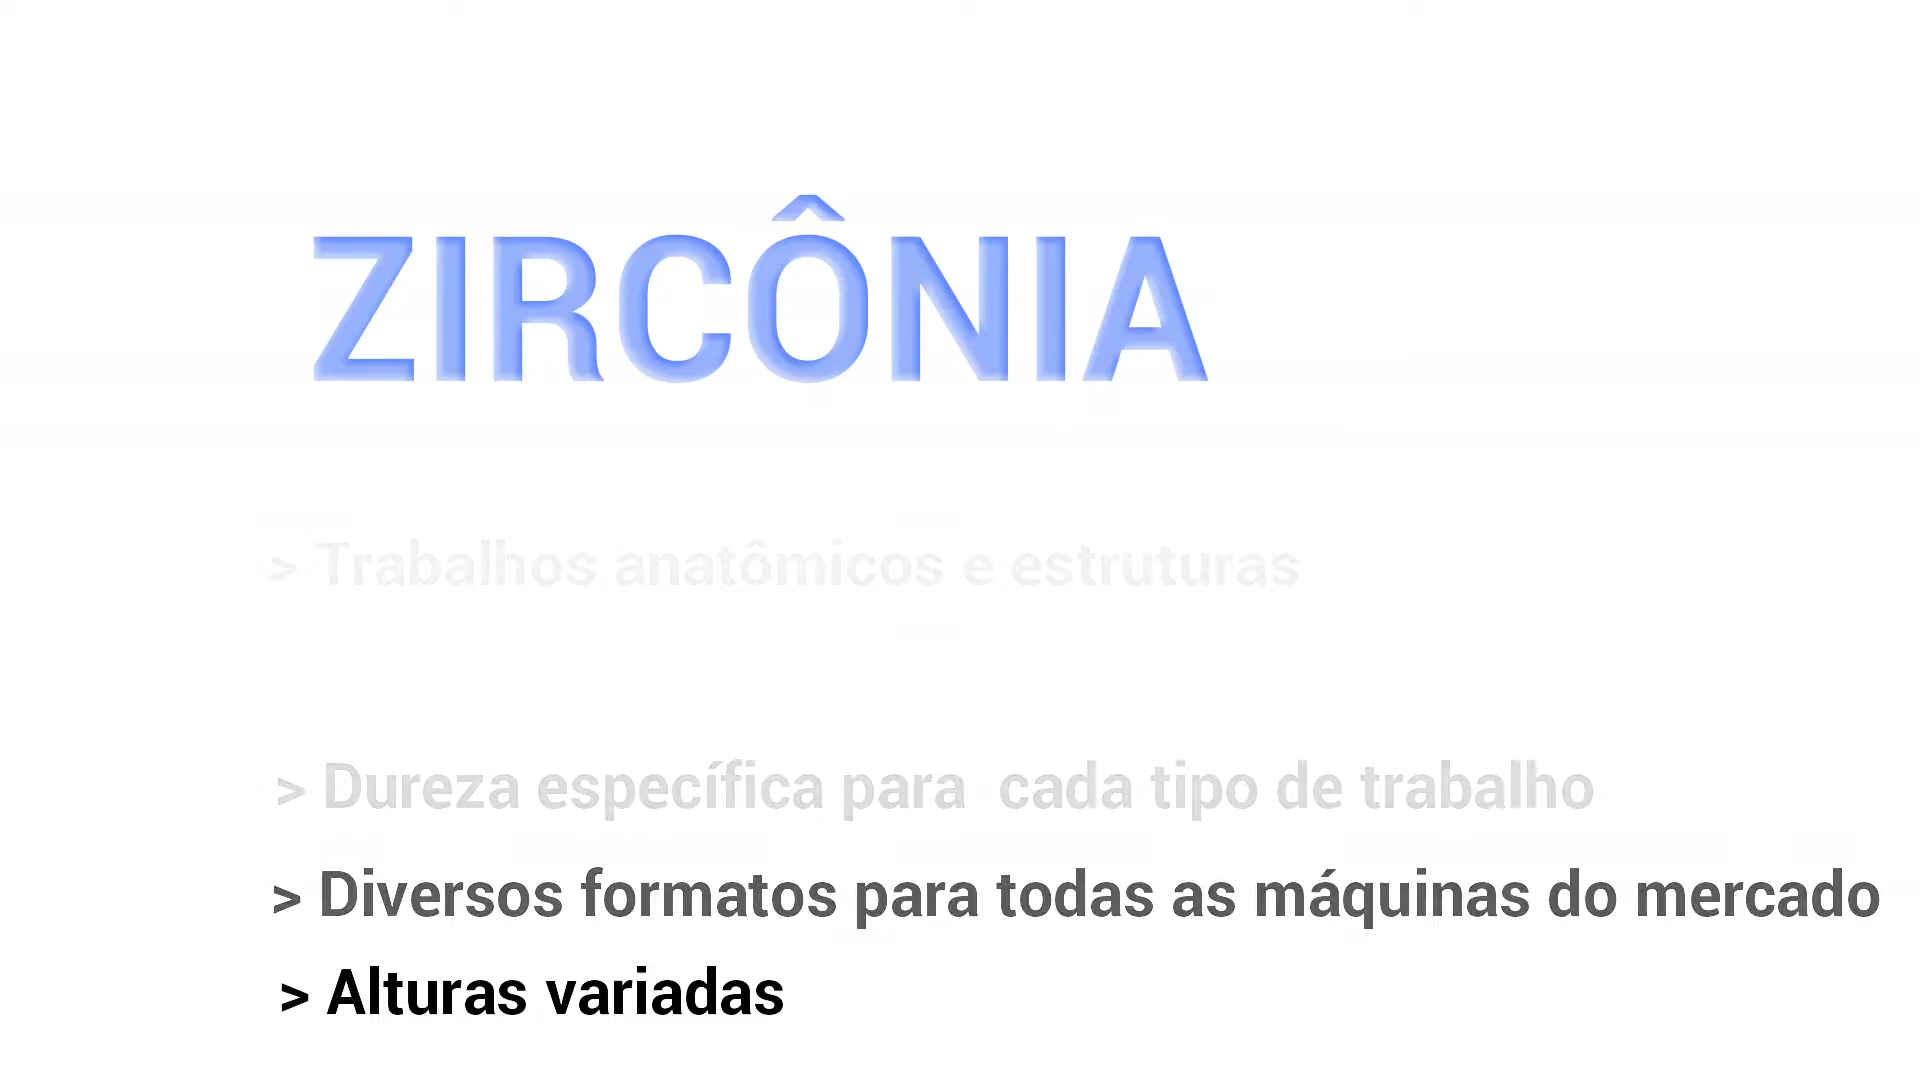 ZIRCÔNIA
> Trabalhos anatômicos e estruturas
> Dureza específica para  cada tipo de trabalho
> Diversos formatos para todas as máquinas do mercado
> Alturas variadas